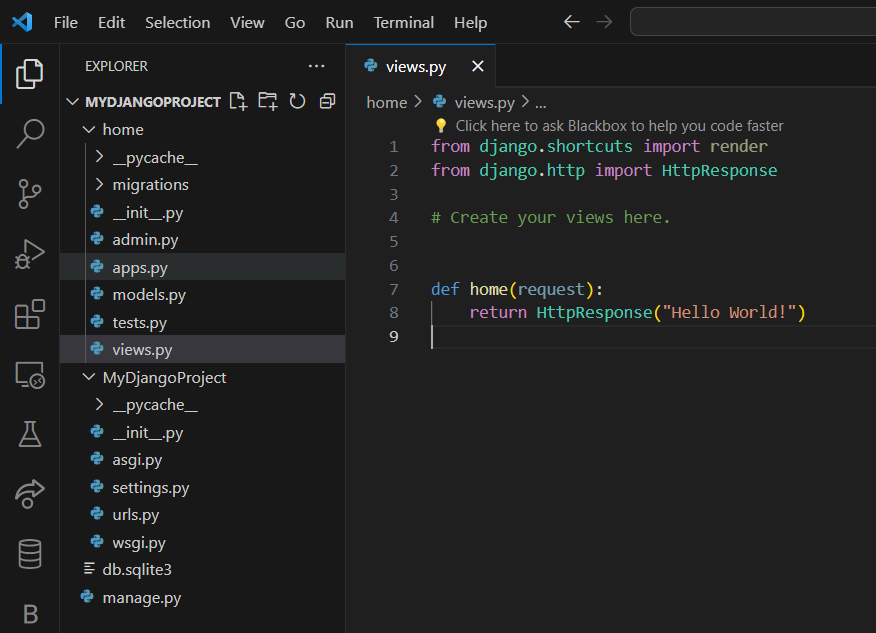 File Edit Selection View Go Run Terminal Help
EXPLORER
views.py
MYDJANGOPROJECT
home
__pycache__
migrations
__init__.py
admin.py
apps.py
models.py
tests.py
views.py
MyDjangoProject
__pycache__
__init__.py
asgi.py
settings.py
urls.py
wsgi.py
db.sqlite3
manage.py
B
home > views.py > ...
Click here to ask Blackbox to help you code faster
1 from django.shortcuts import render
2 from django.http import HttpResponse
3
4 # Create your views here.
5
6
7 def home(request):
8     return HttpResponse("Hello World!")
9